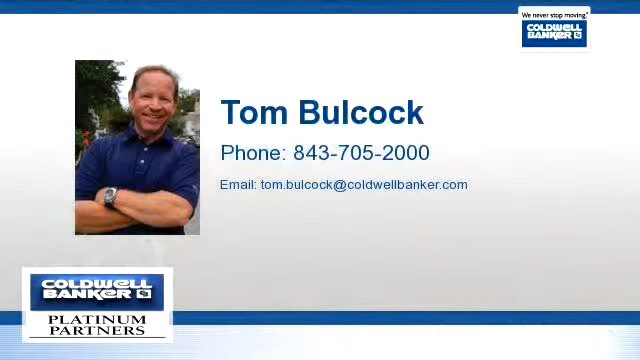 We never stop moving.®
COLDWELL
BANKER
Tom Bulcock
Phone: 843-705-2000
Email: tom.bulcock@coldwellbanker.com
COLDWELL
BANKER
PLATINUM
PARTNERS